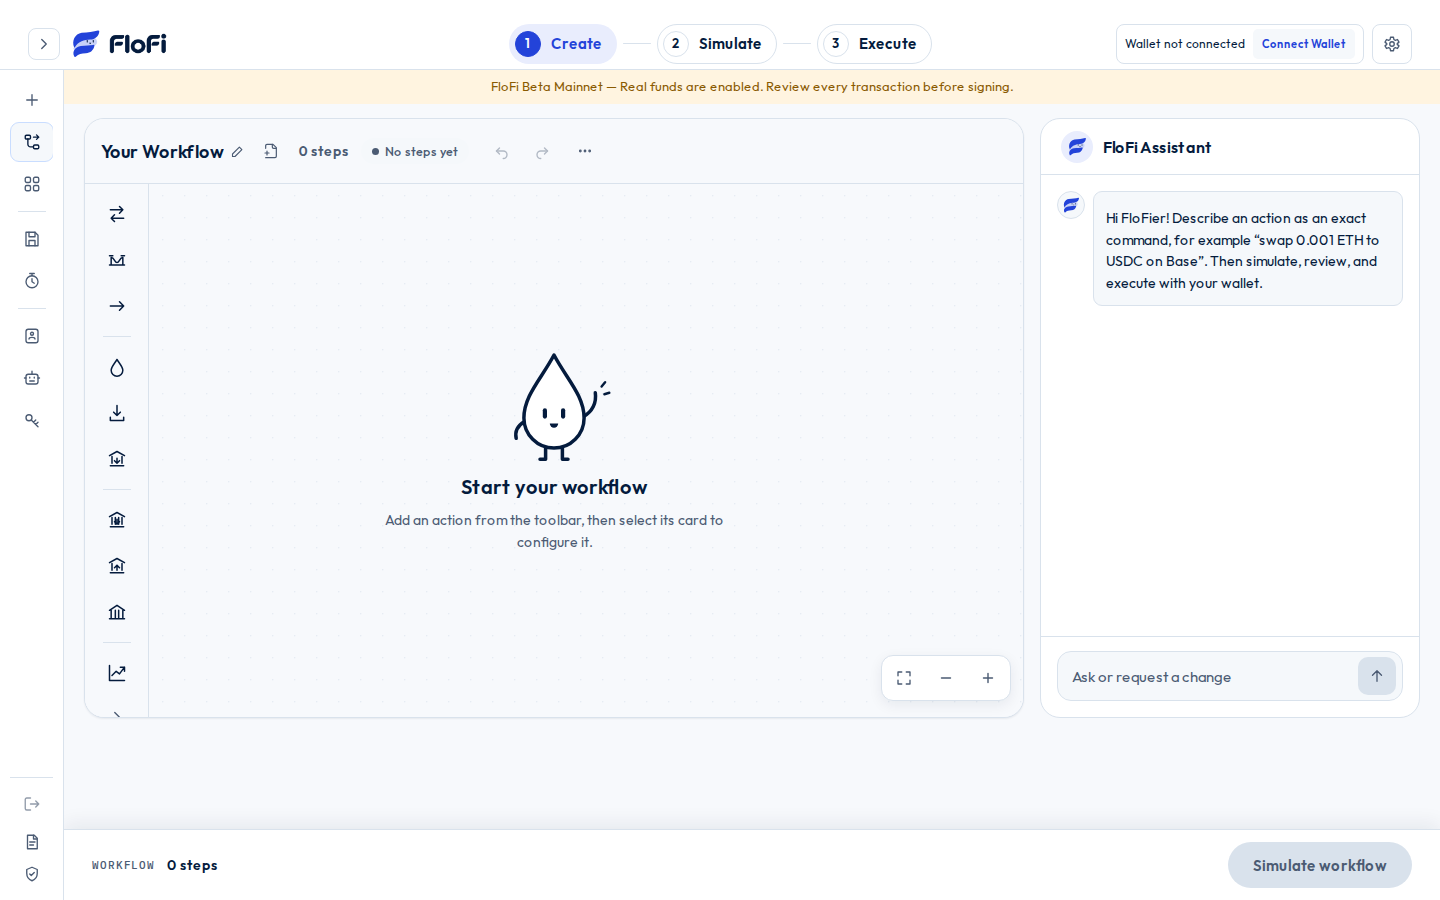 FloFi
1 Create
2 Simulate
3 Execute
Wallet not connected
Connect Wallet
FloFi Beta Mainnet — Real funds are enabled. Review every transaction before signing.
Your Workflow
0 steps
No steps yet
Start your workflow
Add an action from the toolbar, then select its card to
configure it.
FloFi Assistant
Hi FloFier! Describe an action as an exact
command, for example “swap 0.001 ETH to
USDC on Base”. Then simulate, review, and
execute with your wallet.
Ask or request a change
WORKFLOW 0 steps
Simulate workflow